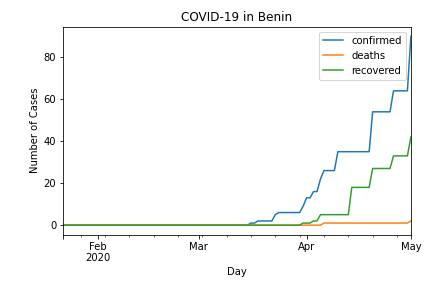 COVID-19 in Benin
confirmed
deaths
recovered
Number of Cases
80
60
40
20
0
Feb
2020
Mar
Apr
May
Day